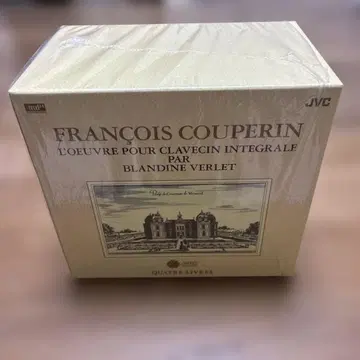 JVC
FRANÇOIS COUPERIN
L'OEUVRE POUR CLAVECIN INTEGRALE
PAR
BLANDINE VERLET
QUATRE LIVRES